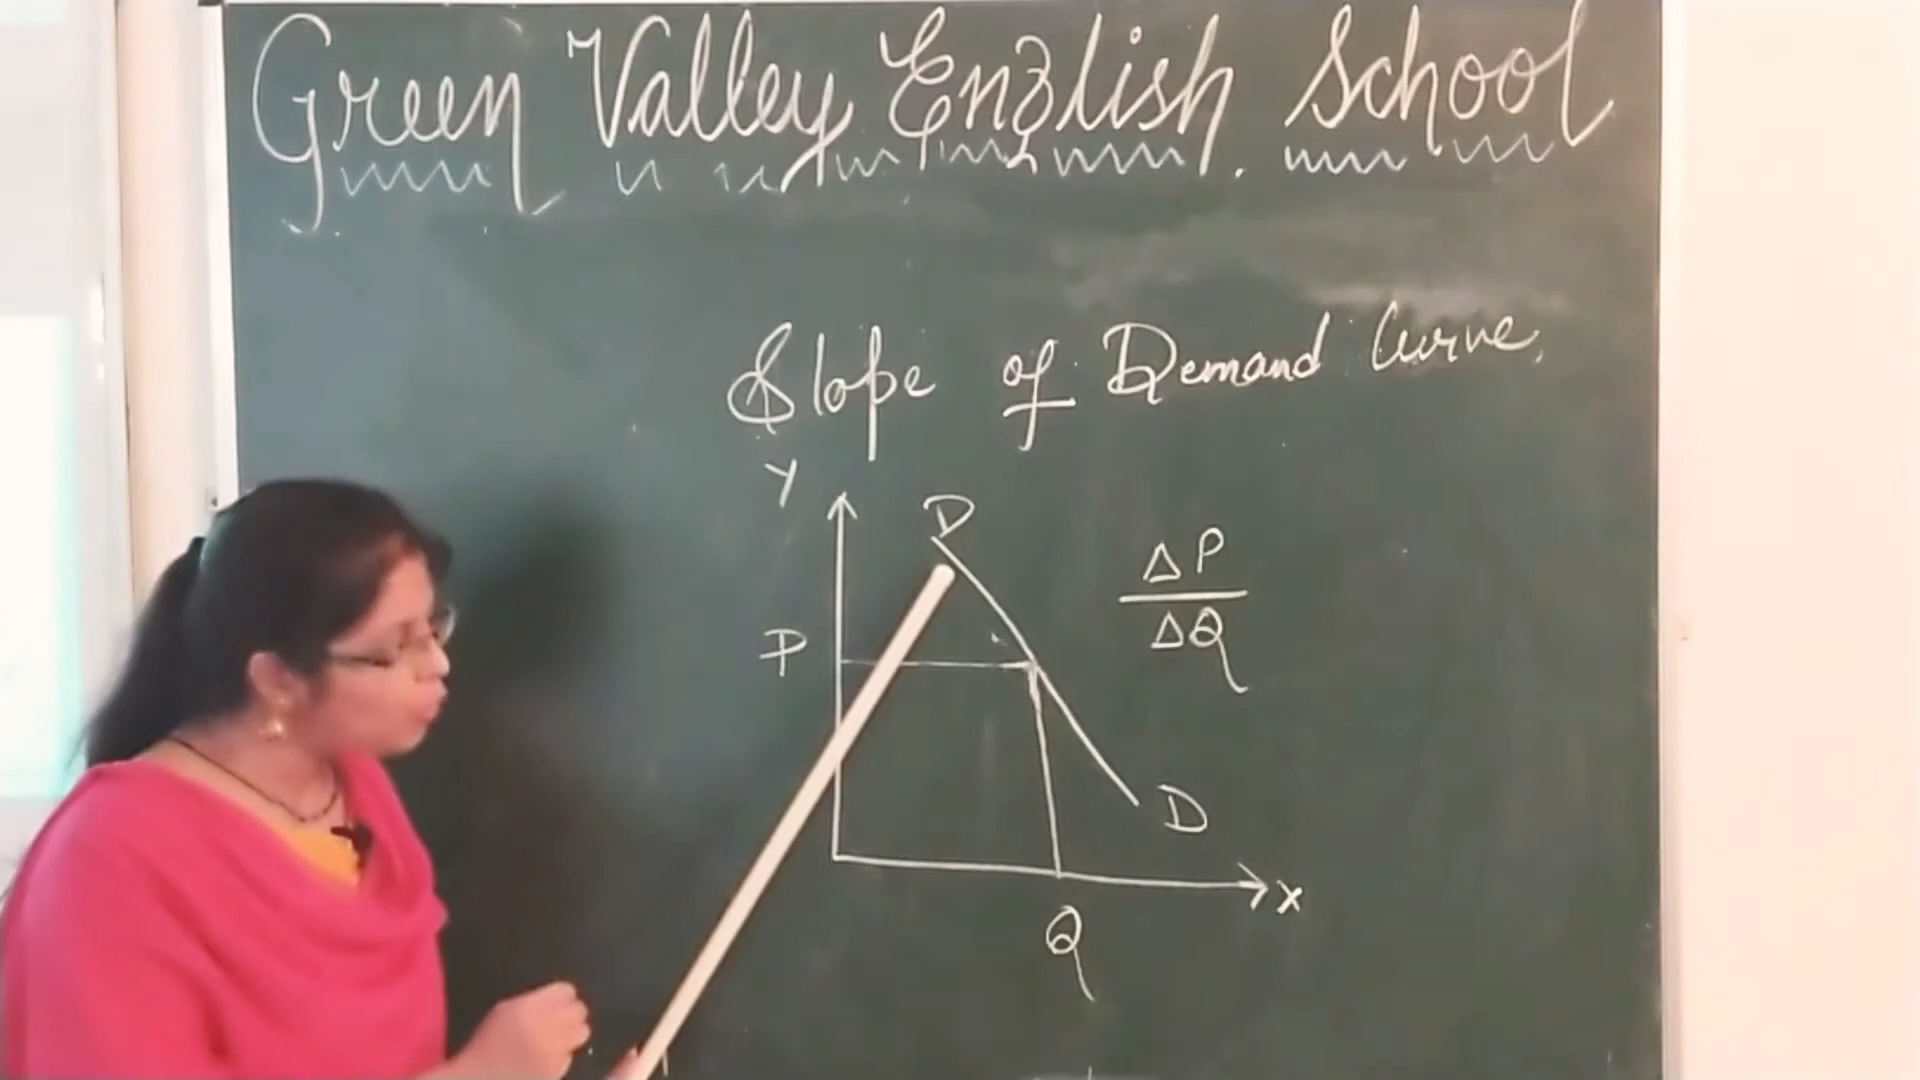 Green Valley English School
Slope of Demand Curve
Y
D
ΔP
ΔQ
P
D
X
Q